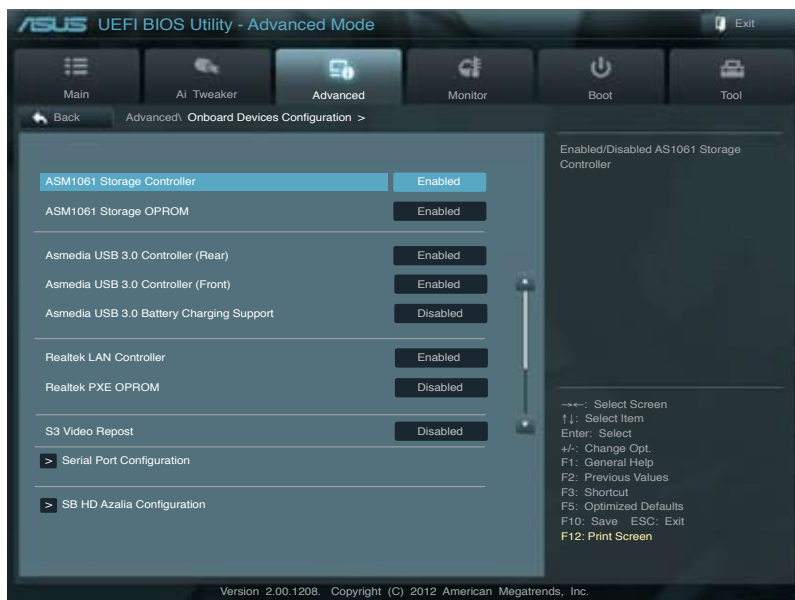 ASUS UEFI BIOS Utility - Advanced Mode
Exit
Main
Ai Tweaker
Advanced
Monitor
Boot
Tool
Back
Advanced\ Onboard Devices Configuration >
Enabled/Disabled AS1061 Storage
Controller
ASM1061 Storage Controller Enabled
ASM1061 Storage OPROM Enabled
Asmedia USB 3.0 Controller (Rear) Enabled
Asmedia USB 3.0 Controller (Front) Enabled
Asmedia USB 3.0 Battery Charging Support Disabled
Realtek LAN Controller Enabled
Realtek PXE OPROM Disabled
S3 Video Repost Disabled
> Serial Port Configuration
> SB HD Azalia Configuration
→←: Select Screen
↑↓: Select Item
Enter: Select
+/-: Change Opt.
F1: General Help
F2: Previous Values
F3: Shortcut
F5: Optimized Defaults
F10: Save ESC: Exit
F12: Print Screen
Version 2.00.1208. Copyright (C) 2012 American Megatrends, Inc.